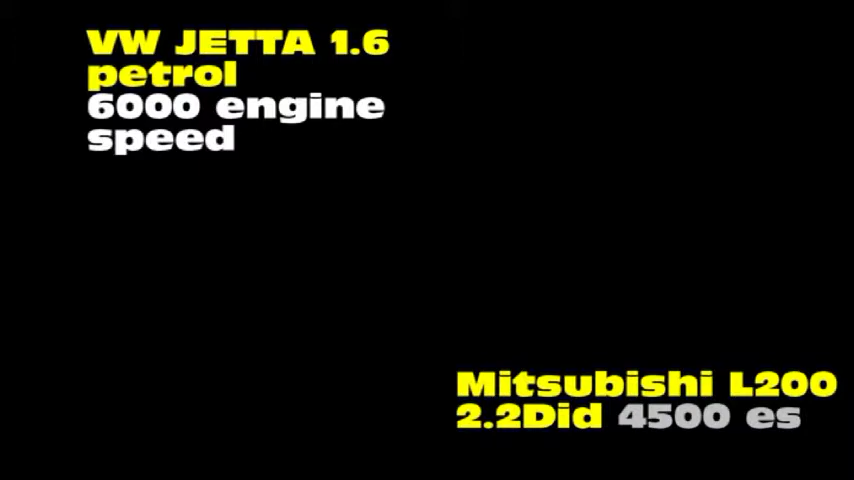 VW JETTA 1.6
petrol
6000 engine
speed
Mitsubishi L200
2.2Did 4500 es